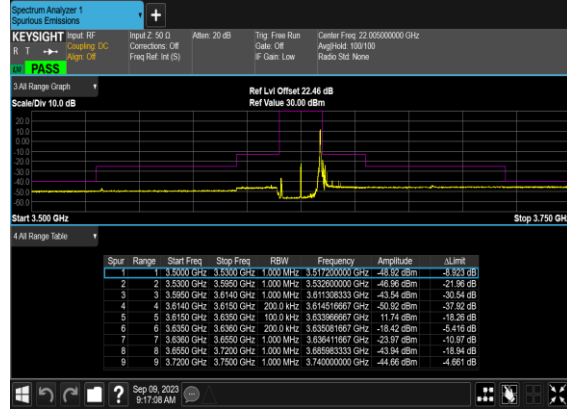 Spectrum Analyzer 1
Spurious Emissions
+
KEYSIGHT Input: RF Input Z: 50 Ω Atten: 20 dB Trig: Free Run Center Freq: 22.005000000 GHz
R T Coupling: DC Corrections: Off Gate: Off Avg|Hold: 100/100
Align: Off Freq Ref: Int (S) IF Gain: Low Radio Std: None
PASS
3 All Range Graph
Ref Lvl Offset 22.46 dB
Scale/Div 10.0 dB Ref Value 30.00 dBm
20.0
10.0
0.00
-10.0
-20.0
-30.0
-40.0
-50.0
-60.0
Start 3.500 GHz Stop 3.750 GH
4 All Range Table
Spur Range Start Freq Stop Freq RBW Frequency Amplitude ΔLimit
1 1 3.5000 GHz 3.5300 GHz 1.000 MHz 3.517200000 GHz -48.92 dBm -8.923 dB
2 2 3.5300 GHz 3.5950 GHz 1.000 MHz 3.532600000 GHz -46.96 dBm -21.96 dB
3 3 3.5950 GHz 3.6140 GHz 1.000 MHz 3.611308333 GHz -43.54 dBm -30.54 dB
4 4 3.6140 GHz 3.6150 GHz 200.0 kHz 3.614516667 GHz -50.92 dBm -37.92 dB
5 5 3.6150 GHz 3.6350 GHz 100.0 kHz 3.633966667 GHz 11.74 dBm -18.26 dB
6 6 3.6350 GHz 3.6360 GHz 200.0 kHz 3.635081667 GHz -18.42 dBm -5.416 dB
7 7 3.6360 GHz 3.6550 GHz 1.000 MHz 3.636411667 GHz -23.97 dBm -10.97 dB
8 8 3.6550 GHz 3.7200 GHz 1.000 MHz 3.685983333 GHz -43.94 dBm -18.94 dB
9 9 3.7200 GHz 3.7500 GHz 1.000 MHz 3.740000000 GHz -44.66 dBm -4.661 dB
? Sep 09, 2023
9:17:08 AM